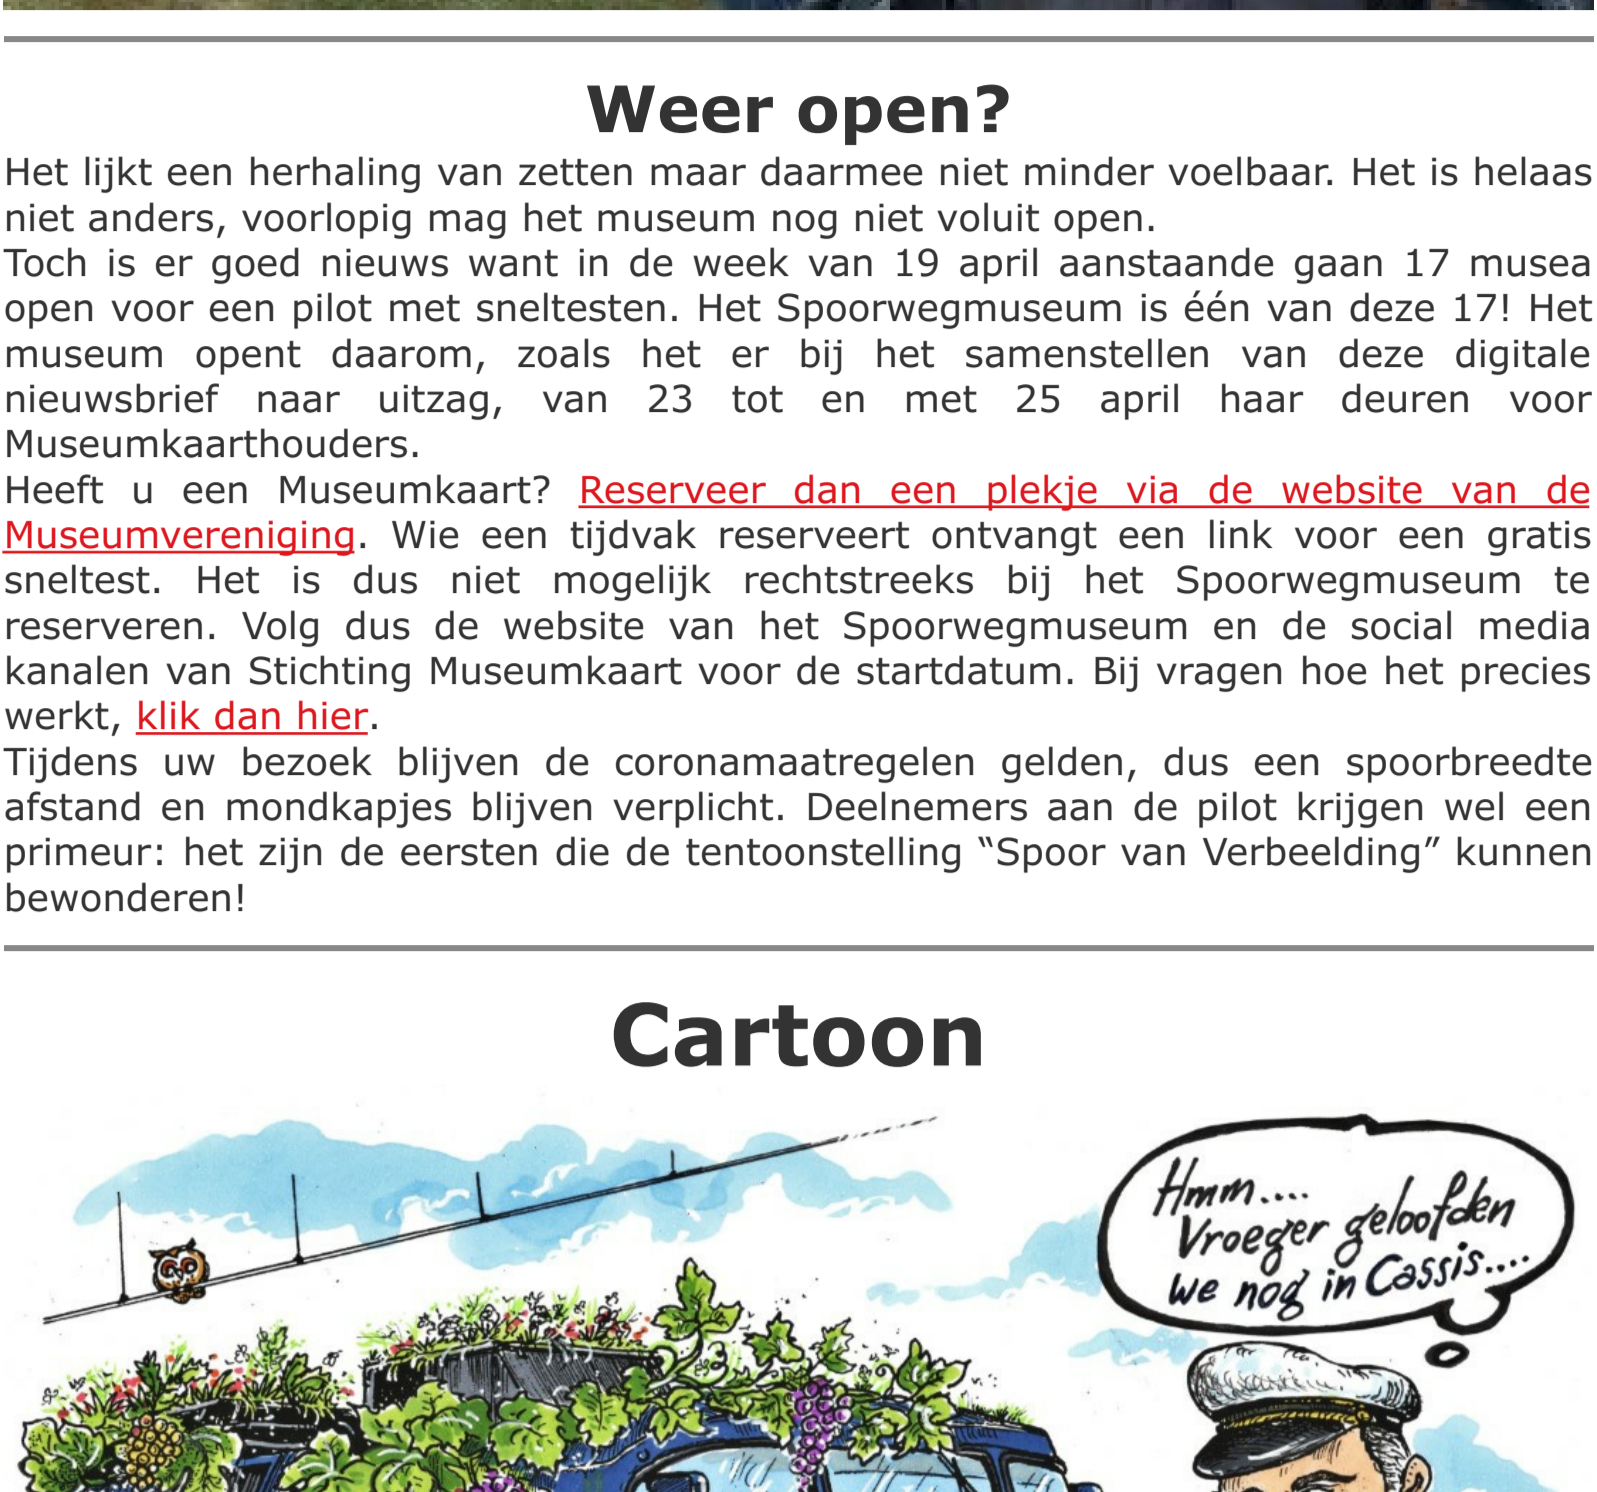 Weer open?
Het lijkt een herhaling van zetten maar daarmee niet minder voelbaar. Het is helaas
niet anders, voorlopig mag het museum nog niet voluit open.
Toch is er goed nieuws want in de week van 19 april aanstaande gaan 17 musea
open voor een pilot met sneltesten. Het Spoorwegmuseum is één van deze 17! Het
museum opent daarom, zoals het er bij het samenstellen van deze digitale
nieuwsbrief naar uitzag, van 23 tot en met 25 april haar deuren voor
Museumkaarthouders.
Heeft u een Museumkaart? Reserveer dan een plekje via de website van de
Museumvereniging. Wie een tijdvak reserveert ontvangt een link voor een gratis
sneltest. Het is dus niet mogelijk rechtstreeks bij het Spoorwegmuseum te
reserveren. Volg dus de website van het Spoorwegmuseum en de social media
kanalen van Stichting Museumkaart voor de startdatum. Bij vragen hoe het precies
werkt, klik dan hier.
Tijdens uw bezoek blijven de coronamaatregelen gelden, dus een spoorbreedte
afstand en mondkapjes blijven verplicht. Deelnemers aan de pilot krijgen wel een
primeur: het zijn de eersten die de tentoonstelling “Spoor van Verbeelding” kunnen
bewonderen!
Cartoon
Hmm....
Vroeger geloofden
we nog in Cassis....